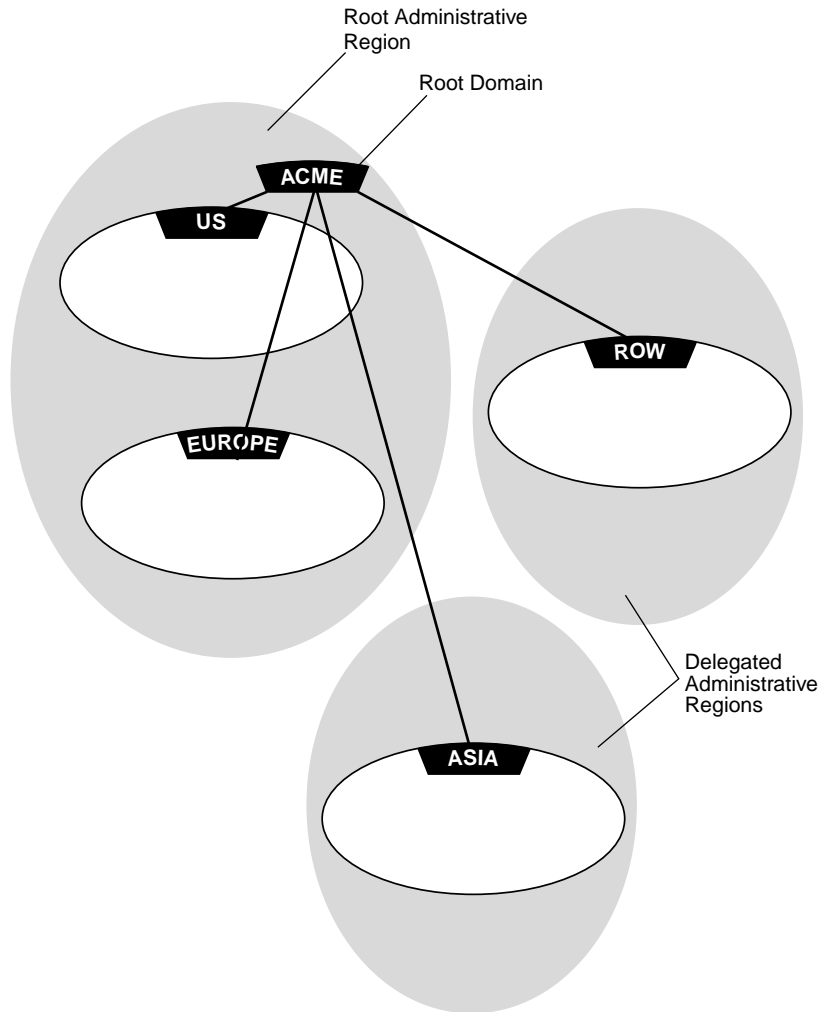 Root Administrative
Region
Root Domain
ACME
US
ROW
EUROPE
Delegated
Administrative
Regions
ASIA